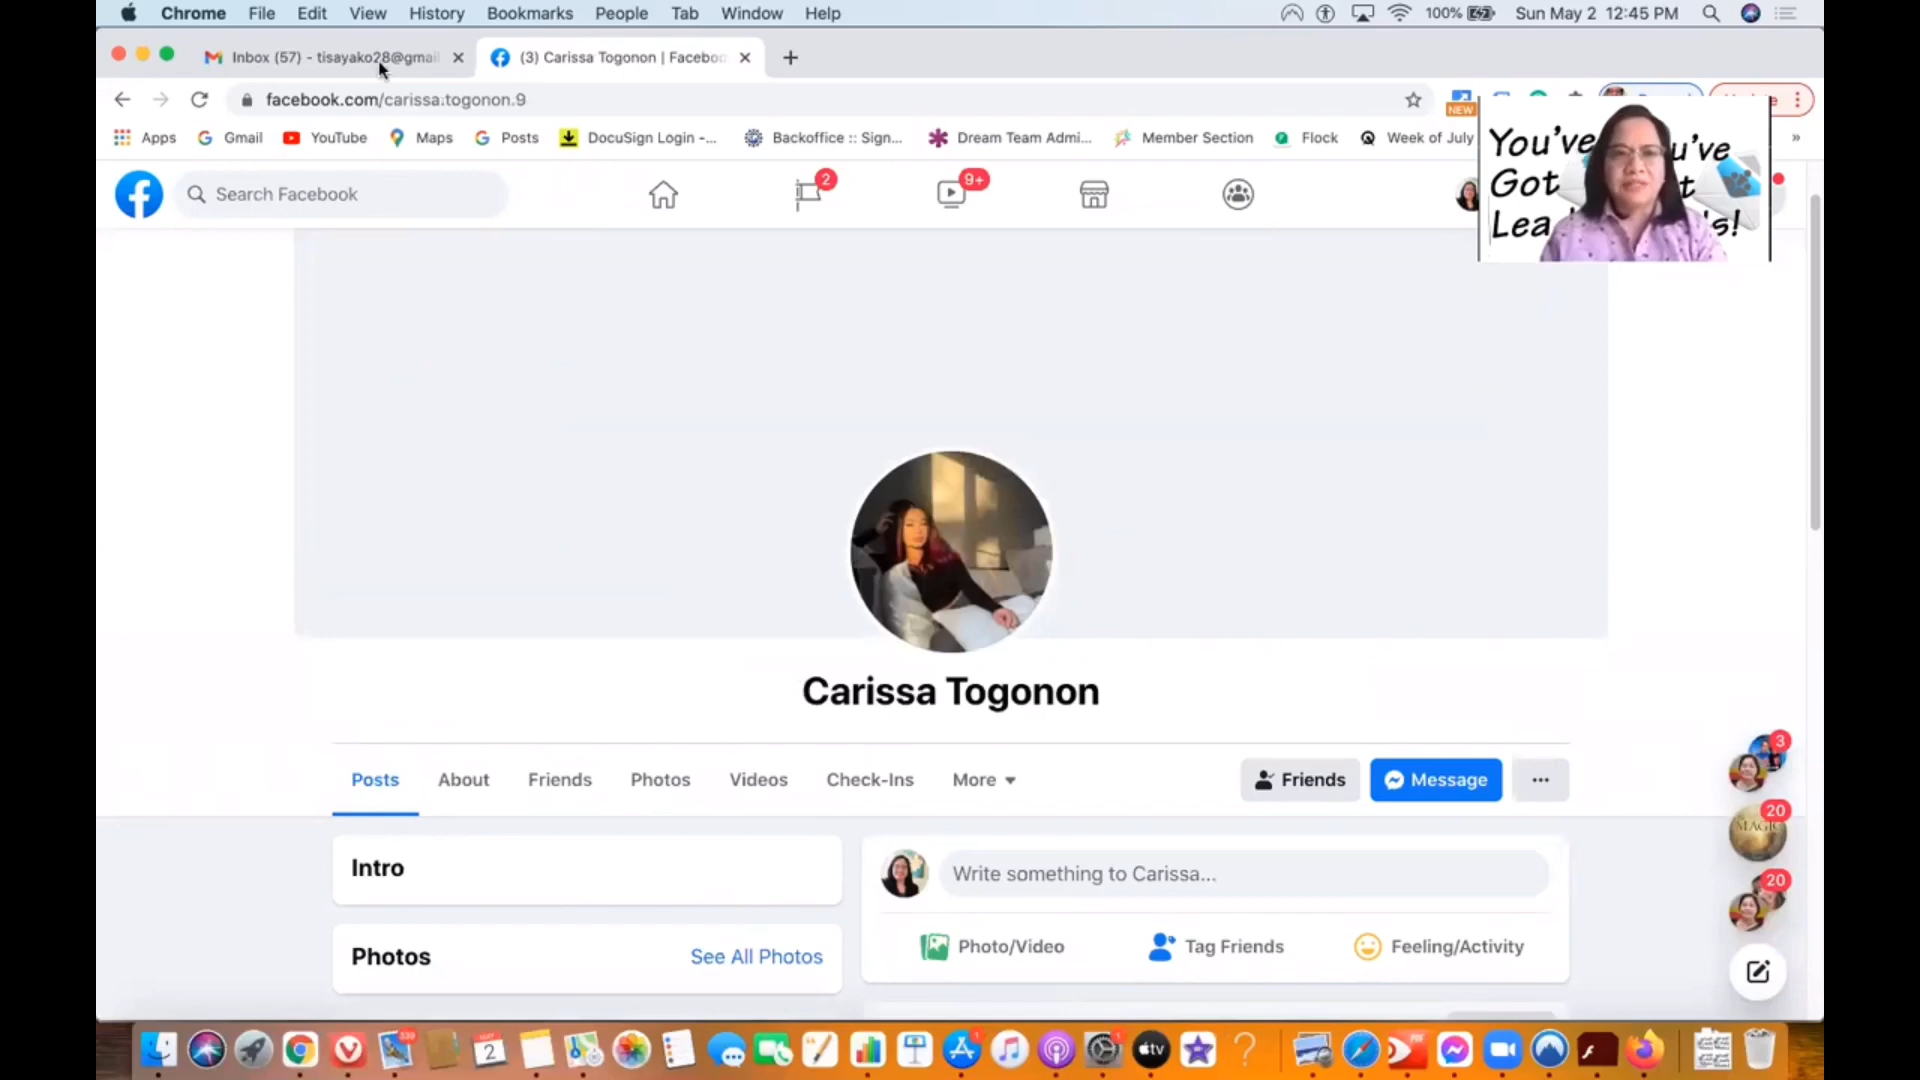 Chrome File Edit View History Bookmarks People Tab Window Help 100% Sun May 2 12:45 PM
Inbox (57) - tisayako28@gmail (3) Carissa Togonon | Faceboo
facebook.com/carissa.togonon.9 NEW
Apps Gmail YouTube Maps Posts DocuSign Login -... Backoffice :: Sign... Dream Team Admi... Member Section Flock Week of July »
Search Facebook 2 9+
You've u've
Got t
Lea s!
Carissa Togonon
Posts About Friends Photos Videos Check-Ins More Friends Message ...
Intro
Write something to Carissa...
Photo/Video Tag Friends Feeling/Activity
Photos See All Photos
3
20
MAGIC
20
2
tv